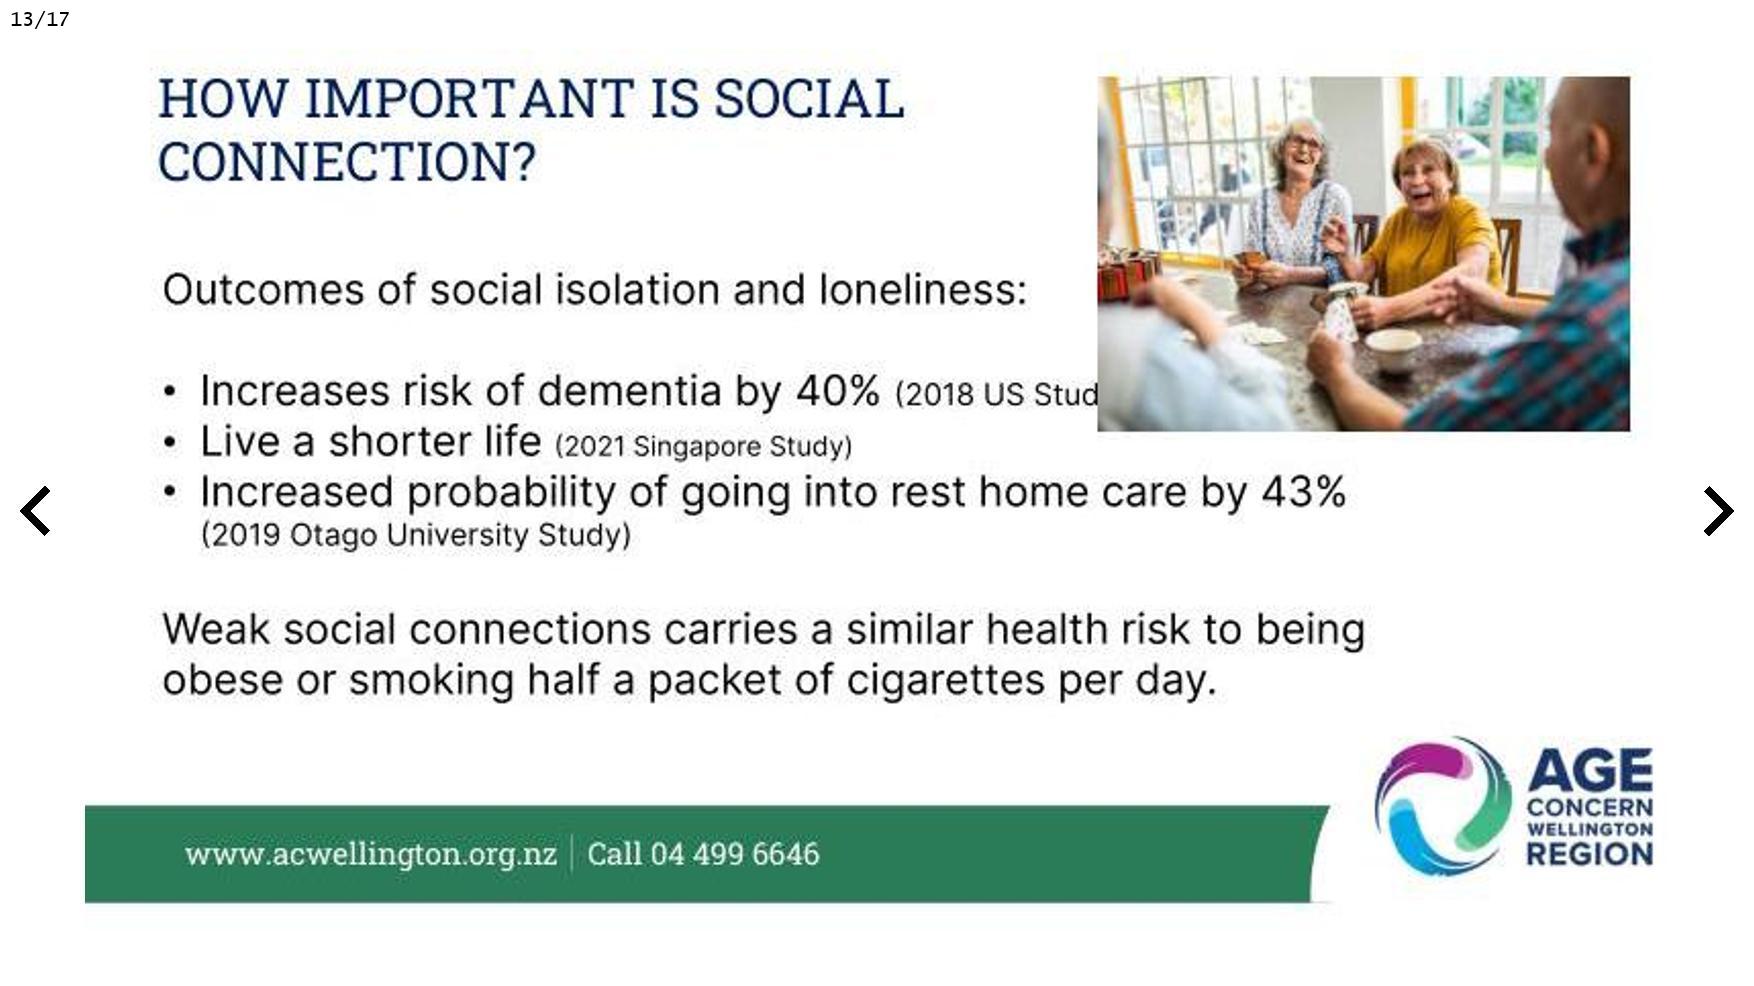 13/17
HOW IMPORTANT IS SOCIAL
CONNECTION?
Outcomes of social isolation and loneliness:
• Increases risk of dementia by 40% (2018 US Stud
• Live a shorter life (2021 Singapore Study)
• Increased probability of going into rest home care by 43%
(2019 Otago University Study)
Weak social connections carries a similar health risk to being
obese or smoking half a packet of cigarettes per day.
www.acwellington.org.nz | Call 04 499 6646
AGE
CONCERN
WELLINGTON
REGION